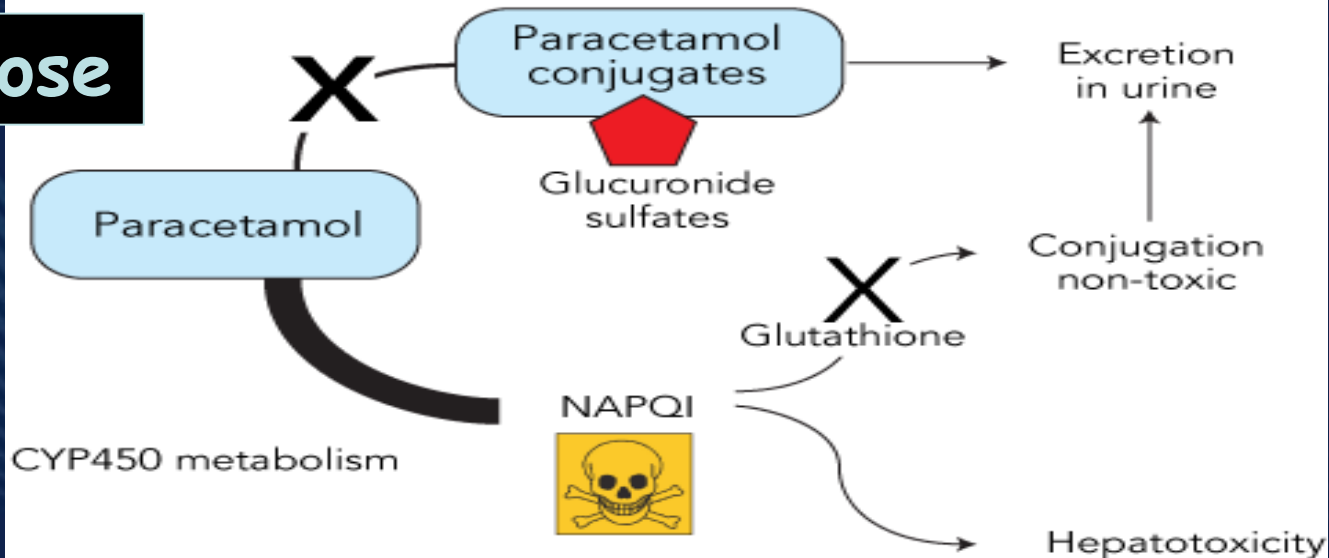 ose
Paracetamol
conjugates
Excretion
in urine
Glucuronide
sulfates
Paracetamol
Conjugation
non-toxic
Glutathione
NAPQI
CYP450 metabolism
Hepatotoxicity